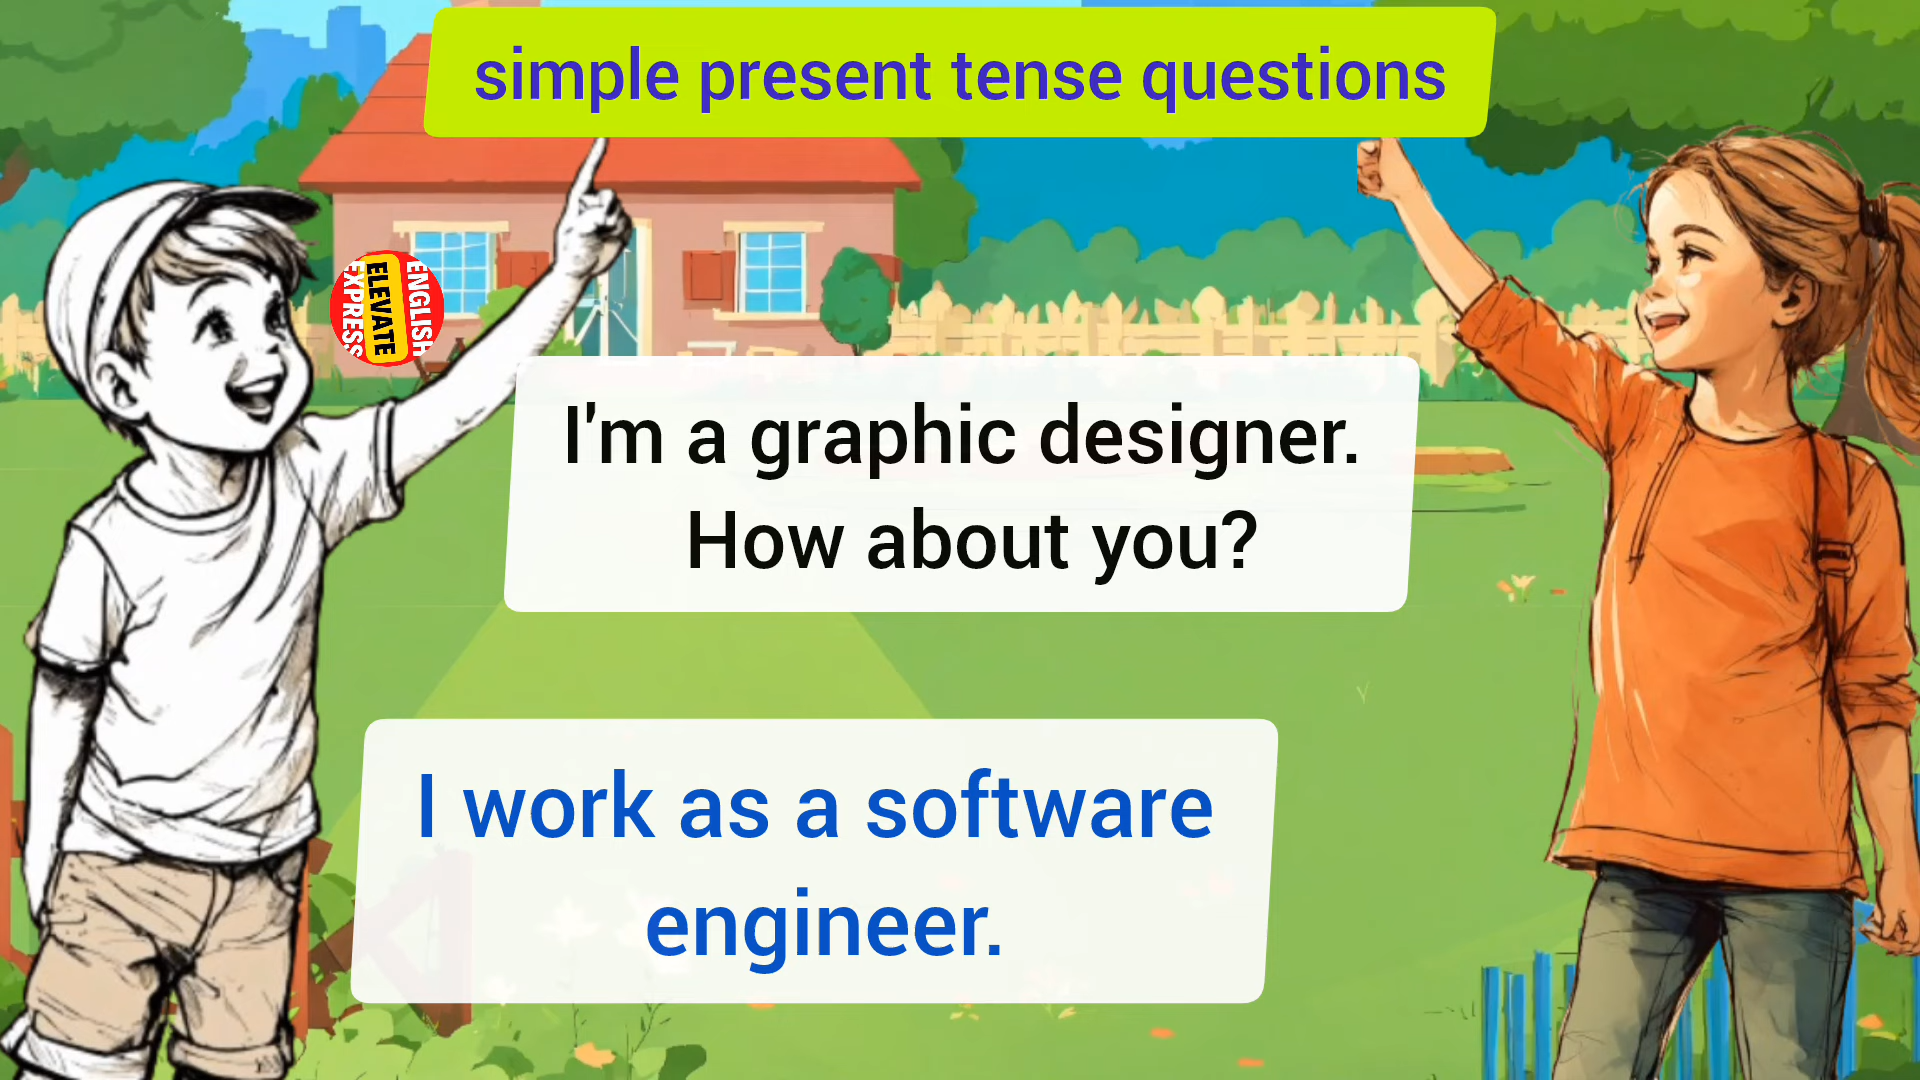 simple present tense questions
ENGLISH
ELEVATE
EXPRESS
I'm a graphic designer.
How about you?
I work as a software
engineer.